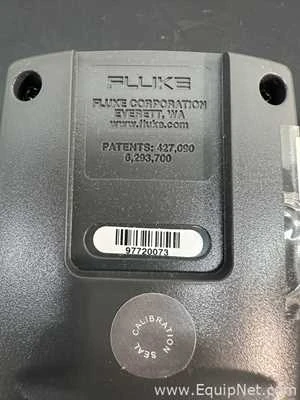 FLUKE
FLUKE CORPORATION
EVERETT, WA
www.fluke.com
PATENTS: 427,090
6,293,700
97720073
CALIBRATION SEAL
www.EquipNet.com